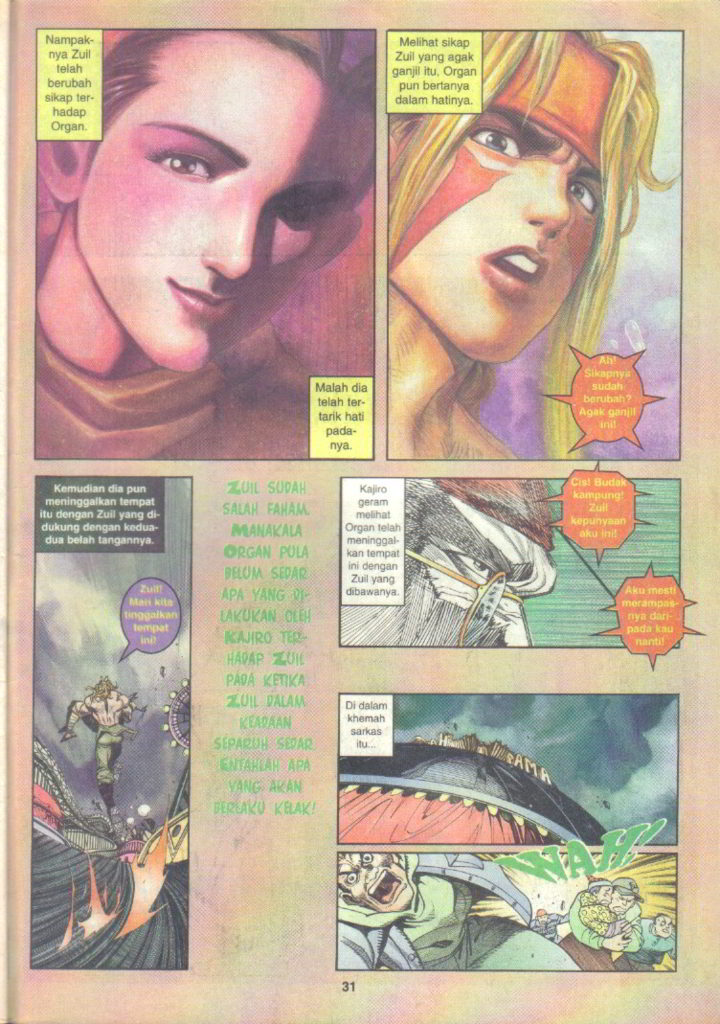 Nampak-
nya Zuil
telah
berubah
sikap ter-
hadap
Organ.
Malah dia
telah ter-
tarik hati
pada-
nya.
Melihat sikap
Zuil yang agak
ganjil itu, Organ
pun bertanya
dalam hatinya.
Ah!
Sikapnya
sudah
berubah?
Agak ganjil
ini!
Kemudian dia pun
meninggalkan tempat
itu dengan Zuil yang di-
dukung dengan kedua-
dua belah tangannya.
Zuil!
Mari kita
tinggalkan
tempat
ini!
ZUIL SUDAH
SALAH FAHAM.
MANAKALA
ORGAN PULA
BELUM SEDAR
APA YANG DI-
LAKUKAN OLEH
KAJIRO TER-
HADAP ZUIL
PADA KETIKA
ZUIL DALAM
KEADAAN
SEPARUH SEDAR.
ENTAHLAH APA
YANG AKAN
BERLAKU KELAK!
Kajiro
geram
melihat
Organ telah
meninggal-
kan tempat
ini dengan
Zuil yang
dibawanya.
Cis! Budak
kampung!
Zuil
kepunyaan
aku ini!
Aku mesti
merampas-
nya dari-
pada kau
nanti!
Di dalam
khemah
sarkas
itu...
WAH!
31